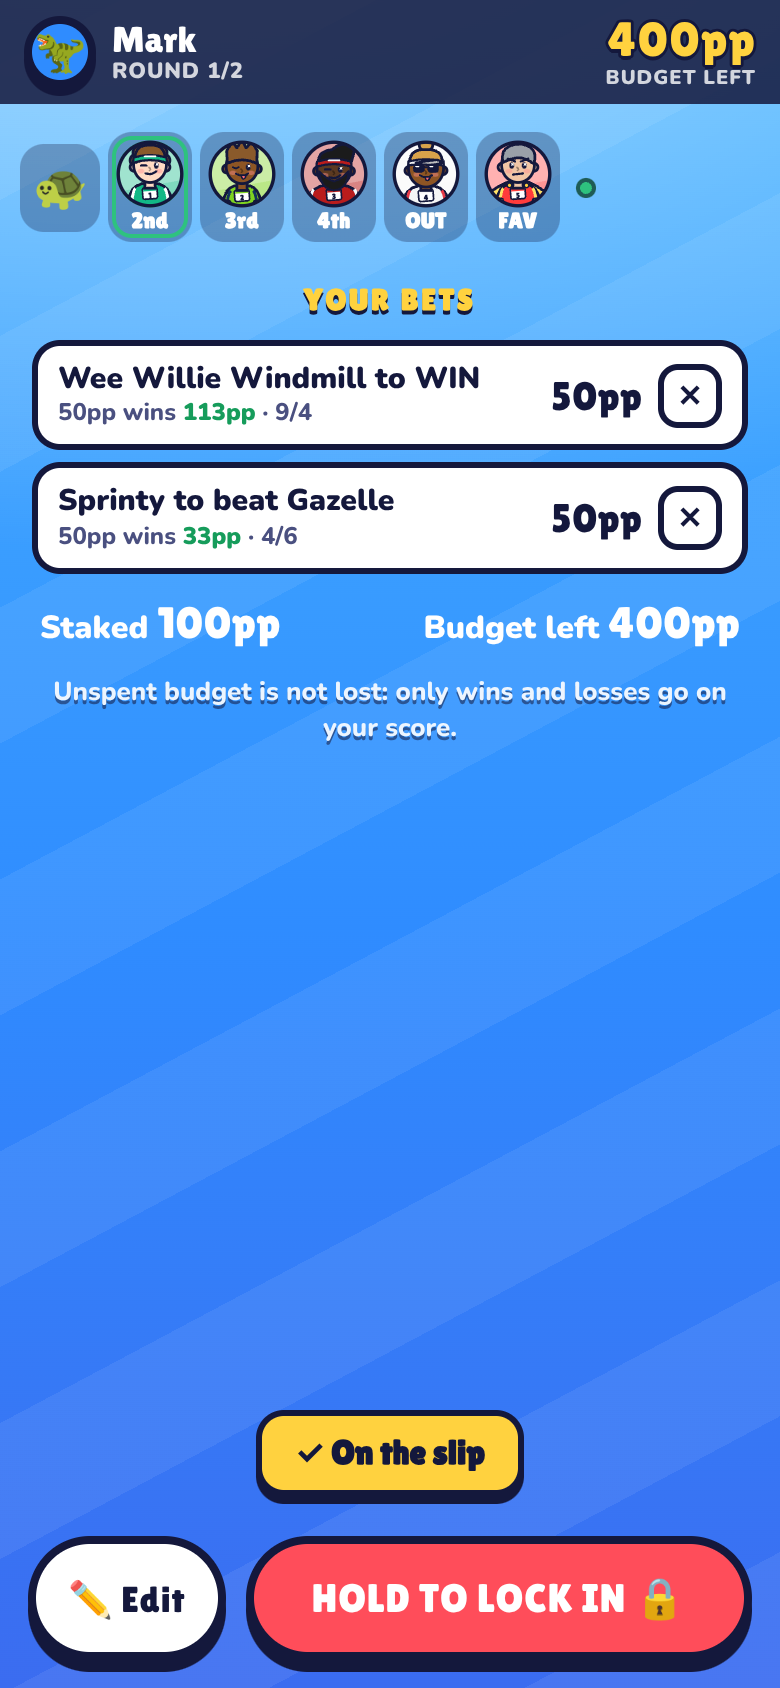 Mark
ROUND 1/2
400pp
BUDGET LEFT
2nd
3rd
4th
OUT
FAV
YOUR BETS
Wee Willie Windmill to WIN
50pp wins 113pp · 9/4
50pp
×
Sprinty to beat Gazelle
50pp wins 33pp · 4/6
50pp
×
Staked 100pp
Budget left 400pp
Unspent budget is not lost: only wins and losses go on
your score.
✓ On the slip
✏️ Edit
HOLD TO LOCK IN 🔒